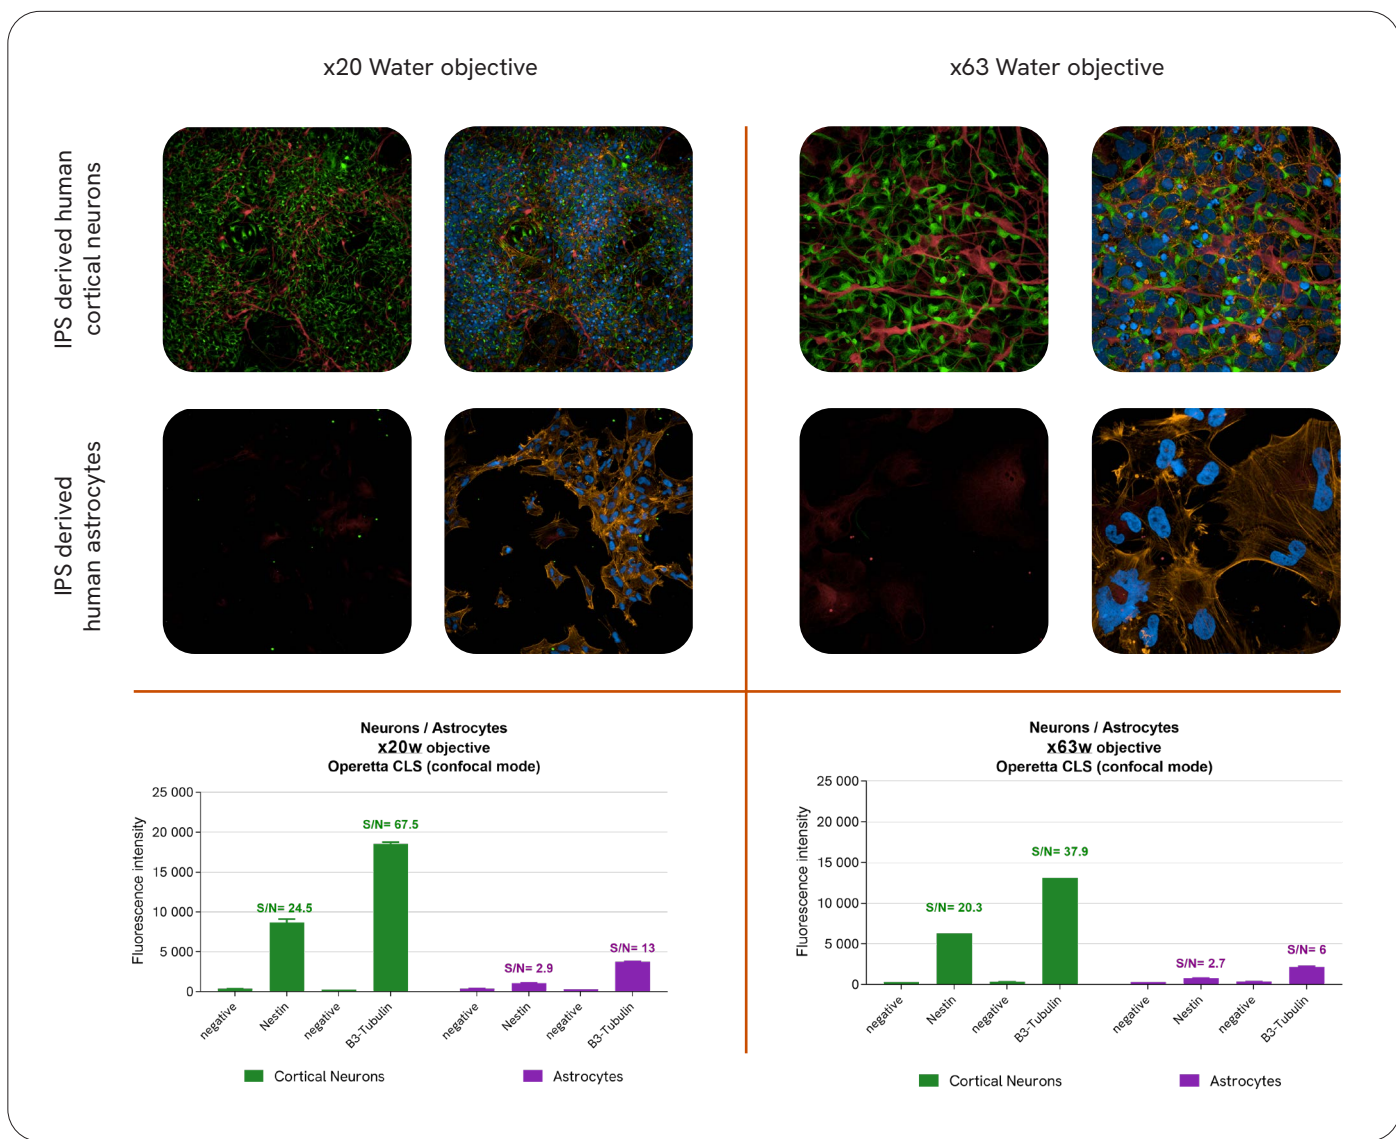 x20 Water objective
x63 Water objective
IPS derived human
cortical neurons
IPS derived
human astrocytes
Neurons / Astrocytes
x20w objective
Operetta CLS (confocal mode)
Fluorescence intensity
25 000
20 000
15 000
10 000
5 000
0
S/N= 24.5
S/N= 67.5
S/N= 2.9
S/N= 13
negative
Nestin
negative
B3-Tubulin
negative
Nestin
negative
B3-Tubulin
Cortical Neurons
Astrocytes
Neurons / Astrocytes
x63w objective
Operetta CLS (confocal mode)
Fluorescence intensity
25 000
20 000
15 000
10 000
5 000
0
S/N= 20.3
S/N= 37.9
S/N= 2.7
S/N= 6
negative
Nestin
negative
B3-Tubulin
negative
Nestin
negative
B3-Tubulin
Cortical Neurons
Astrocytes